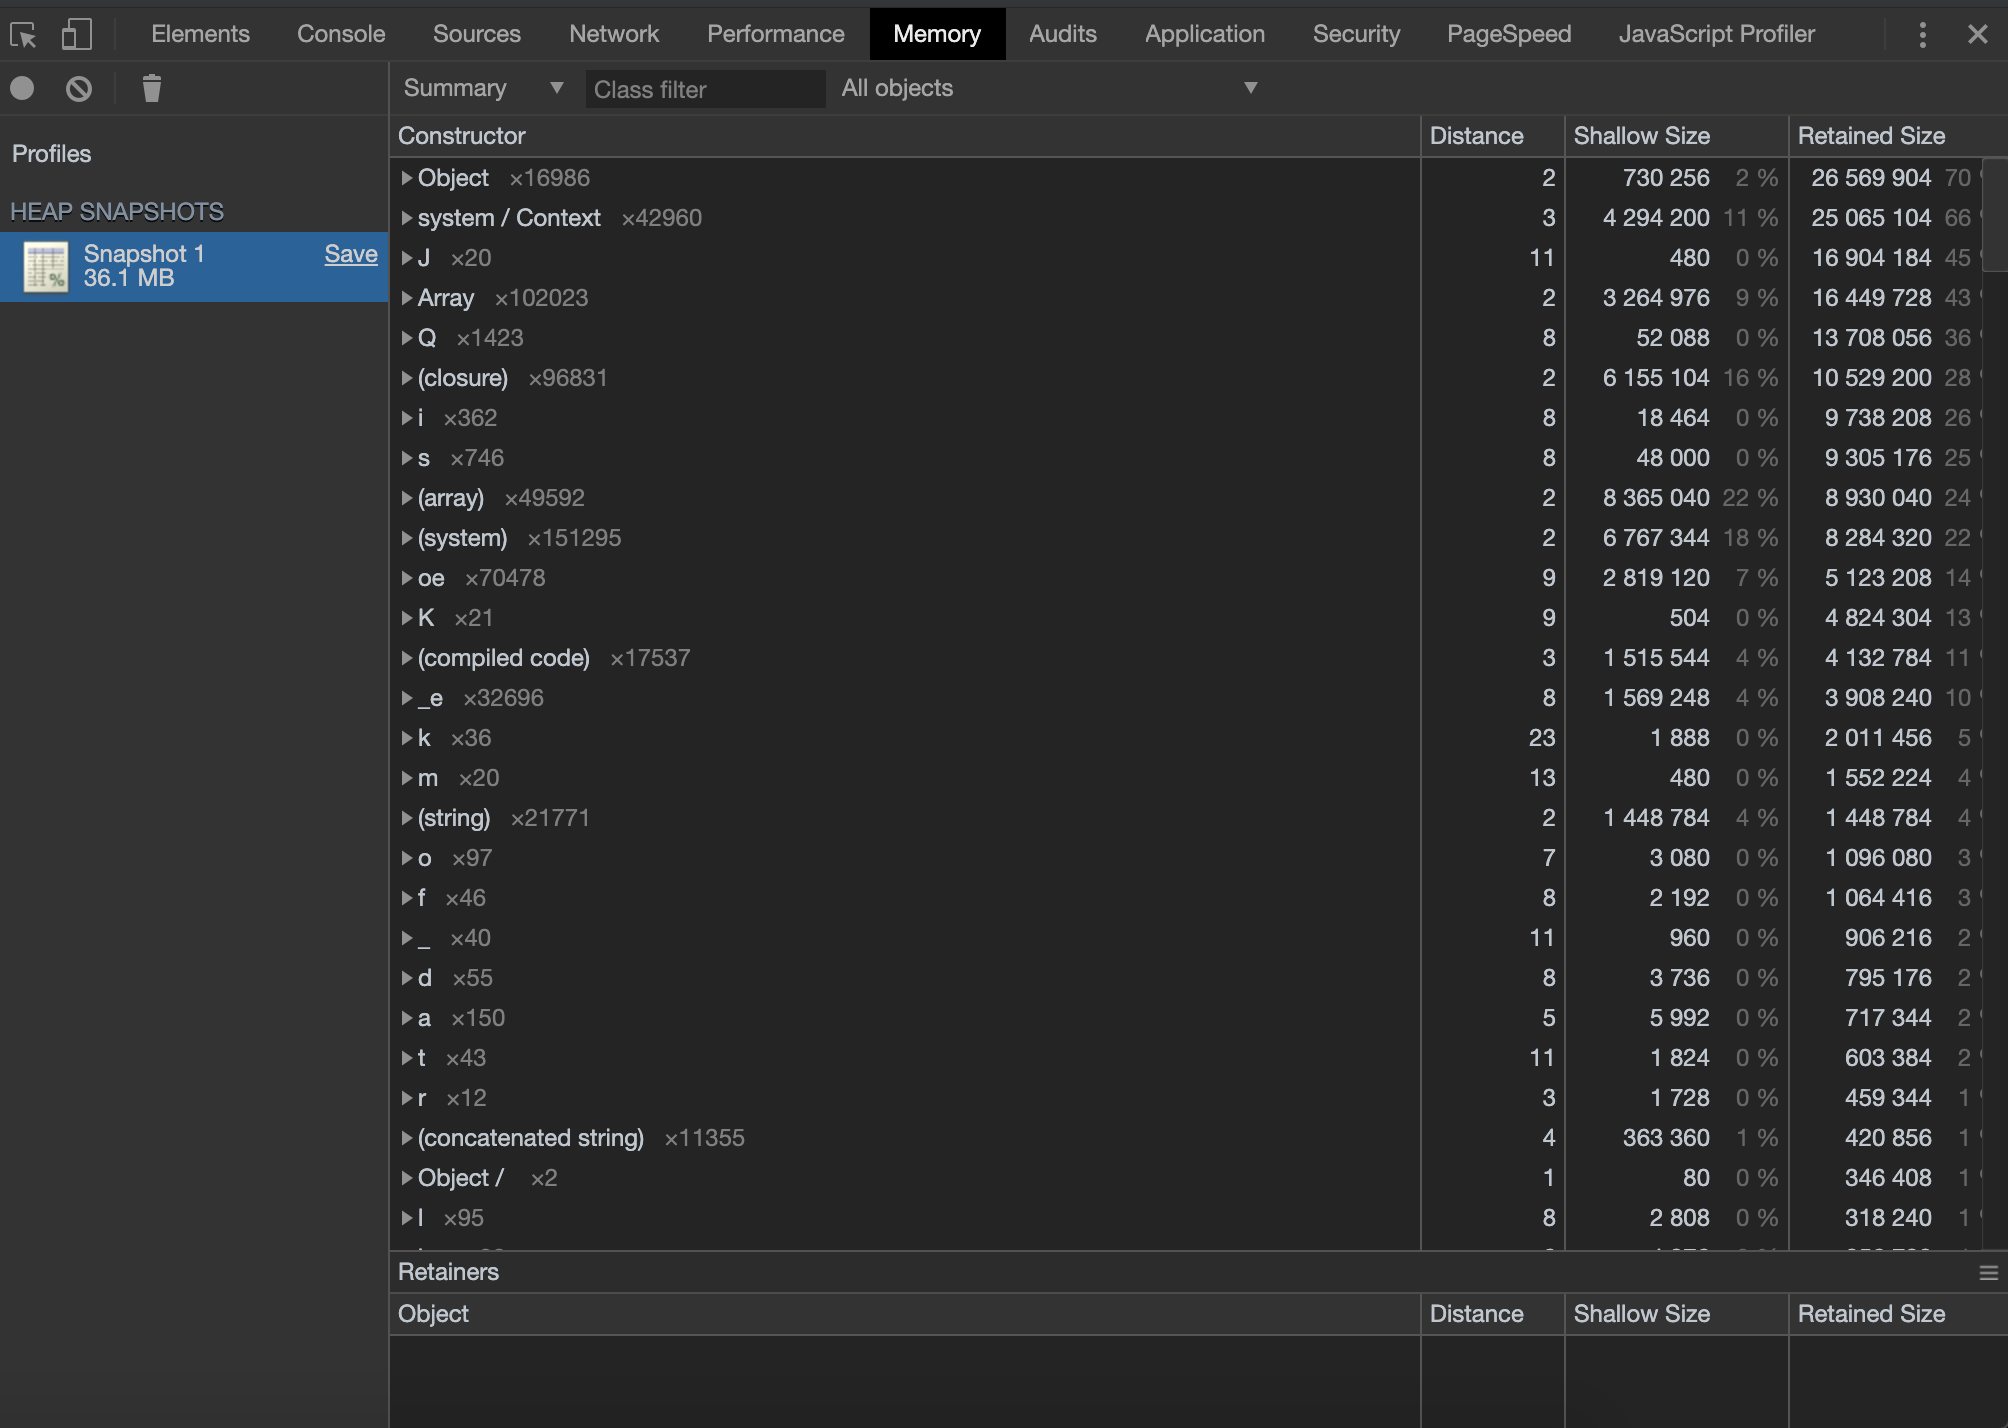 Elements Console Sources Network Performance Memory Audits Application Security PageSpeed JavaScript Profiler
Summary Class filter All objects
Profiles
HEAP SNAPSHOTS
Snapshot 1 Save
36.1 MB
Constructor Distance Shallow Size Retained Size
Object ×16986 2 730 256 2 % 26 569 904 70
system / Context ×42960 3 4 294 200 11 % 25 065 104 66
J ×20 11 480 0 % 16 904 184 45
Array ×102023 2 3 264 976 9 % 16 449 728 43
Q ×1423 8 52 088 0 % 13 708 056 36
(closure) ×96831 2 6 155 104 16 % 10 529 200 28
i ×362 8 18 464 0 % 9 738 208 26
s ×746 8 48 000 0 % 9 305 176 25
(array) ×49592 2 8 365 040 22 % 8 930 040 24
(system) ×151295 2 6 767 344 18 % 8 284 320 22
oe ×70478 9 2 819 120 7 % 5 123 208 14
K ×21 9 504 0 % 4 824 304 13
(compiled code) ×17537 3 1 515 544 4 % 4 132 784 11
_e ×32696 8 1 569 248 4 % 3 908 240 10
k ×36 23 1 888 0 % 2 011 456 5
m ×20 13 480 0 % 1 552 224 4
(string) ×21771 2 1 448 784 4 % 1 448 784 4
o ×97 7 3 080 0 % 1 096 080 3
f ×46 8 2 192 0 % 1 064 416 3
_ ×40 11 960 0 % 906 216 2
d ×55 8 3 736 0 % 795 176 2
a ×150 5 5 992 0 % 717 344 2
t ×43 11 1 824 0 % 603 384 2
r ×12 3 1 728 0 % 459 344 1
(concatenated string) ×11355 4 363 360 1 % 420 856 1
Object / ×2 1 80 0 % 346 408 1
l ×95 8 2 808 0 % 318 240 1
Retainers
Object Distance Shallow Size Retained Size